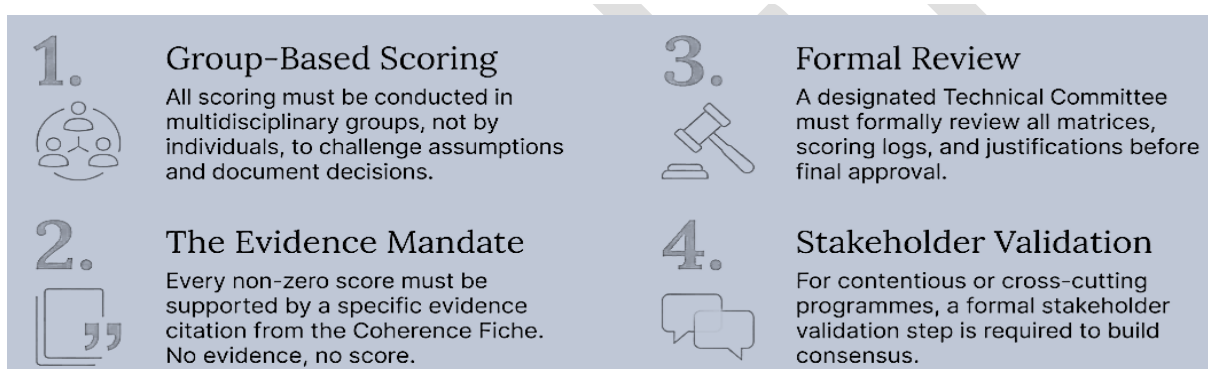 1.
Group-Based Scoring
All scoring must be conducted in
multidisciplinary groups, not by
individuals, to challenge assumptions
and document decisions.
2.
The Evidence Mandate
Every non-zero score must be
supported by a specific evidence
citation from the Coherence Fiche.
No evidence, no score.
3.
Formal Review
A designated Technical Committee
must formally review all matrices,
scoring logs, and justifications before
final approval.
4.
Stakeholder Validation
For contentious or cross-cutting
programmes, a formal stakeholder
validation step is required to build
consensus.